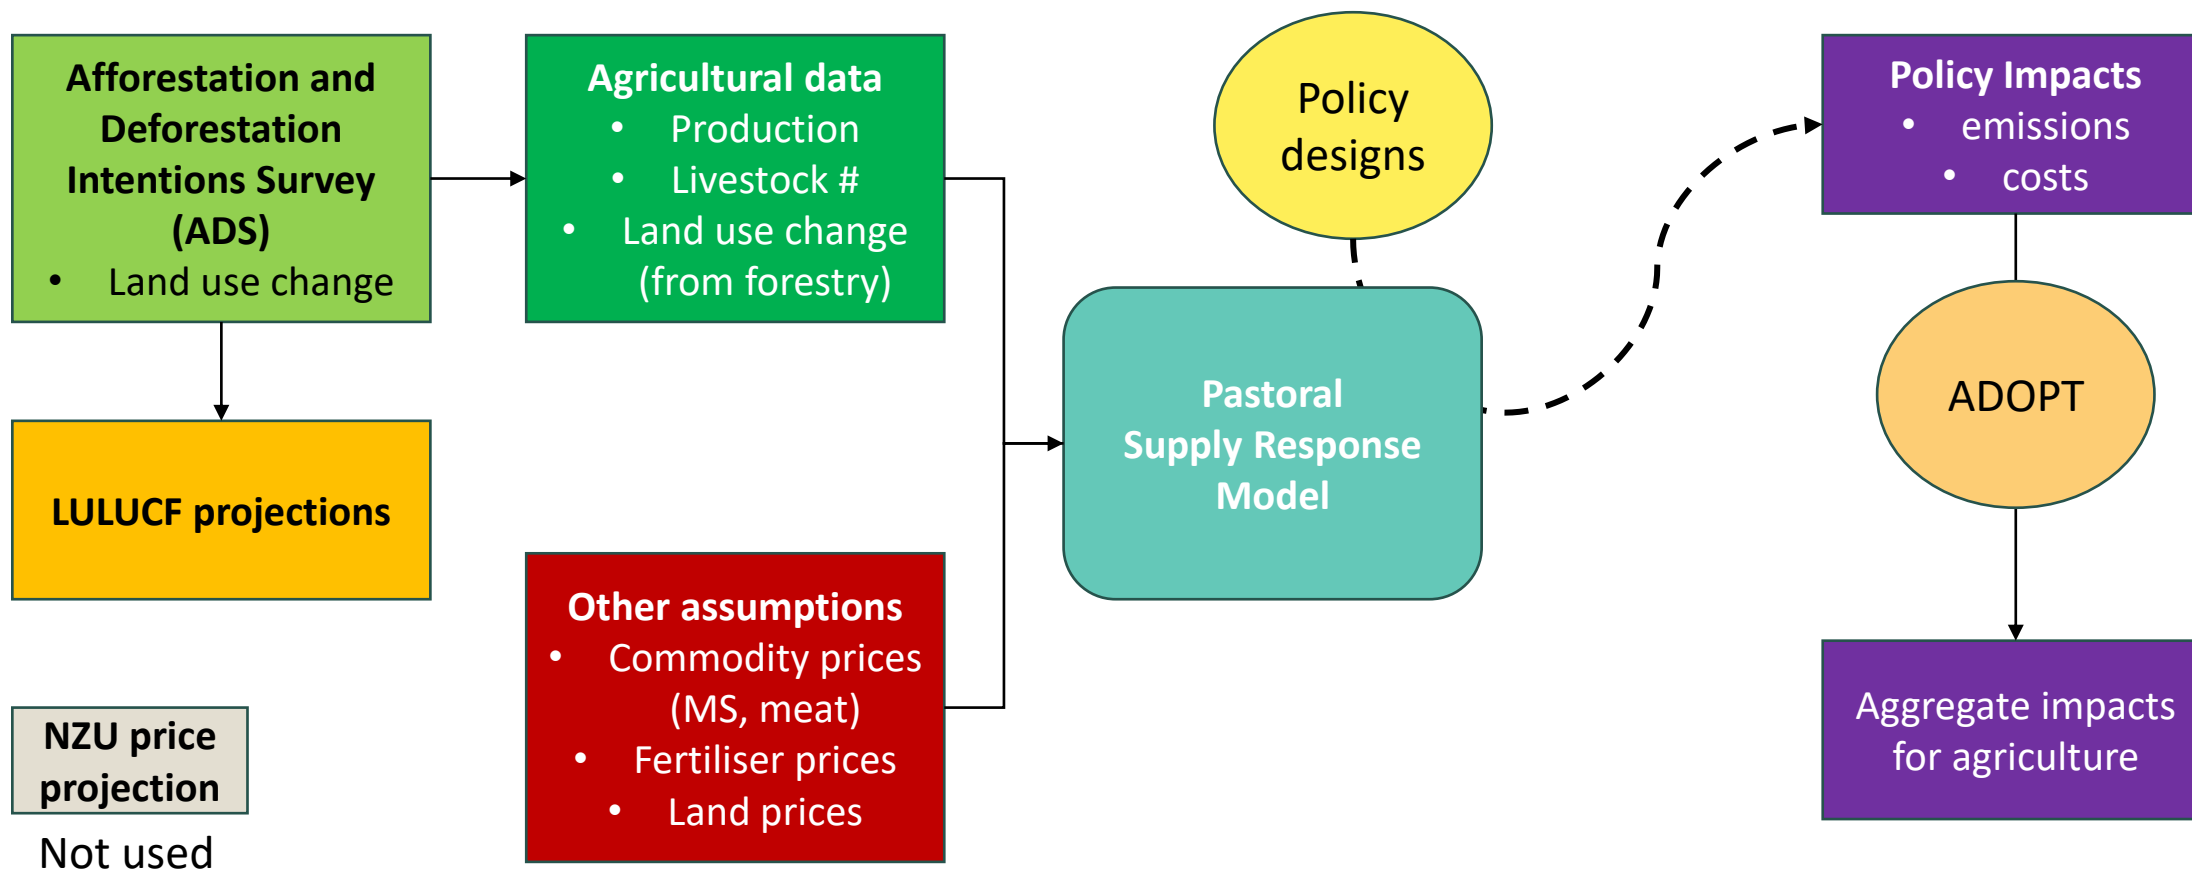 Afforestation and
Deforestation
Intentions Survey
(ADS)
• Land use change
Agricultural data
• Production
• Livestock #
• Land use change
(from forestry)
Policy
designs
Policy Impacts
• emissions
• costs
LULUCF projections
Pastoral
Supply Response
Model
ADOPT
Other assumptions
• Commodity prices
(MS, meat)
• Fertiliser prices
• Land prices
Aggregate impacts
for agriculture
NZU price
projection
Not used